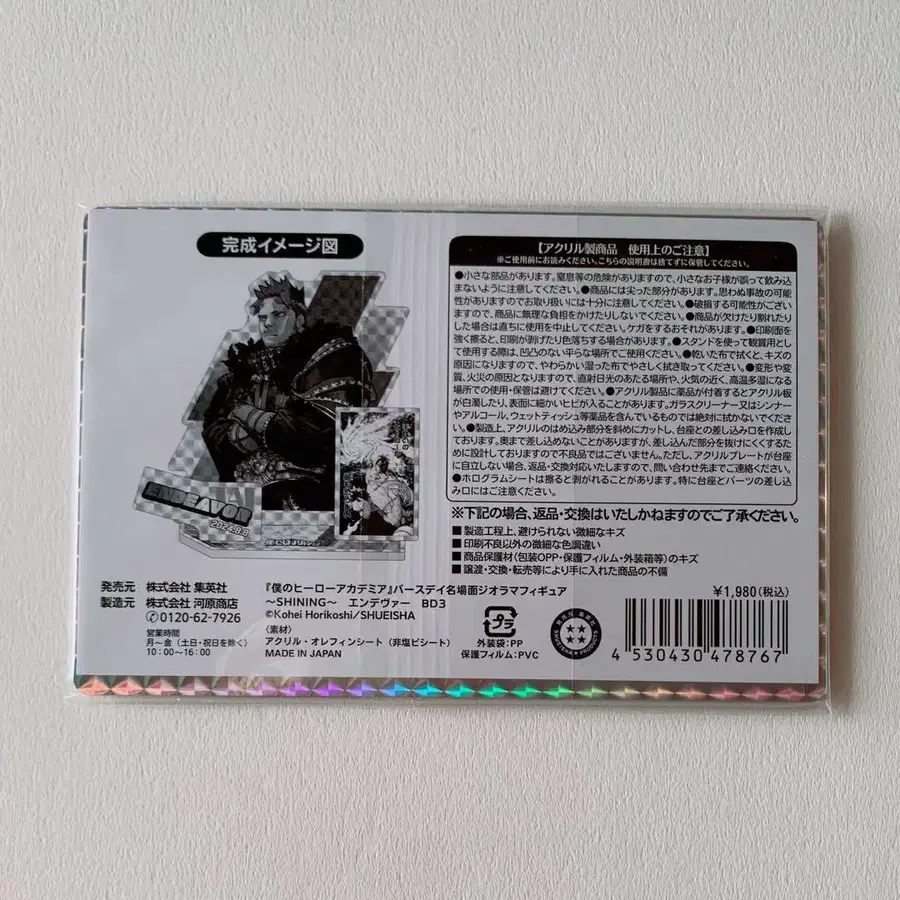 完成イメージ図
ENDEAVOR
2024.8.8
【アクリル製商品 使用上のご注意】
※ご使用前にお読みください。こちらの説明書は捨てずに保管してください。
●小さな部品があります。窒息等の危険がありますので、小さなお子様が誤って飲み込
まないように注意してください。●商品には尖った部分があります。思わぬ事故の可能
性がありますのでお取り扱いには十分に注意してください。●破損する可能性がござい
ますので、商品に無理な負担をかけたりしないでください。●商品が欠けたり割れたり
した場合は直ちに使用を中止してください。ケガをするおそれがあります。●印刷面を
強く擦ると、印刷が剥げたり色落ちする場合があります。●スタンドを使って観賞用とし
て使用する際は、凹凸のない平らな場所でご使用ください。●乾いた布で拭くと、キズの
原因になりますので、やわらかい湿った布でやさしく拭き取ってください。●変形や変
質、火災の原因となりますので、直射日光のあたる場所や、火気の近く、高温多湿になる
場所での使用・保管は避けてください。●アクリル製品に薬品が付着するとアクリル板
が白濁したり、表面に細かいヒビが入ることがあります。ガラスクリーナー又はシンナー
やアルコール、ウェットティッシュ等薬品を含んでいるものでは絶対に拭かないでくださ
い。●製造上、アクリルのはめ込み部分を斜めにカットし、台座との差し込み口を作成し
ております。奥まで差し込めないことがありますが、差し込んだ部分を抜けにくくするた
めに設計しておりますので不良品ではございません。ただし、アクリルプレートが台座に
自立しない場合、返品・交換対応いたしますので、問い合わせ先までご連絡ください。
●ホログラムシートは擦ると剥がれることがあります。特に台座とパーツの差し込
み口にはご注意ください。
※下記の場合、返品・交換はいたしかねますのでご了承ください。
■製造工程上、避けられない微細なキズ
■印刷不良以外の微細な色調違い
■商品保護材(包装OPP・保護フィルム・外装箱等)のキズ
■譲渡・交換・転売等により手に入れた商品の不備
発売元 株式会社 集英社
製造元 株式会社 河原商店
✆0120-62-7926
営業時間
月〜金(土日・祝日を除く)
10:00〜16:00
『僕のヒーローアカデミア』バースデイ名場面ジオラマフィギュア
〜SHINING〜 エンデヴァー BD3
©Kohei Horikoshi/SHUEISHA
〈素材〉
アクリル・オレフィンシート(非塩ビシート)
MADE IN JAPAN
プラ
外装袋:PP
保護フィルム:PVC
¥1,980(税込)
4 530430 478767